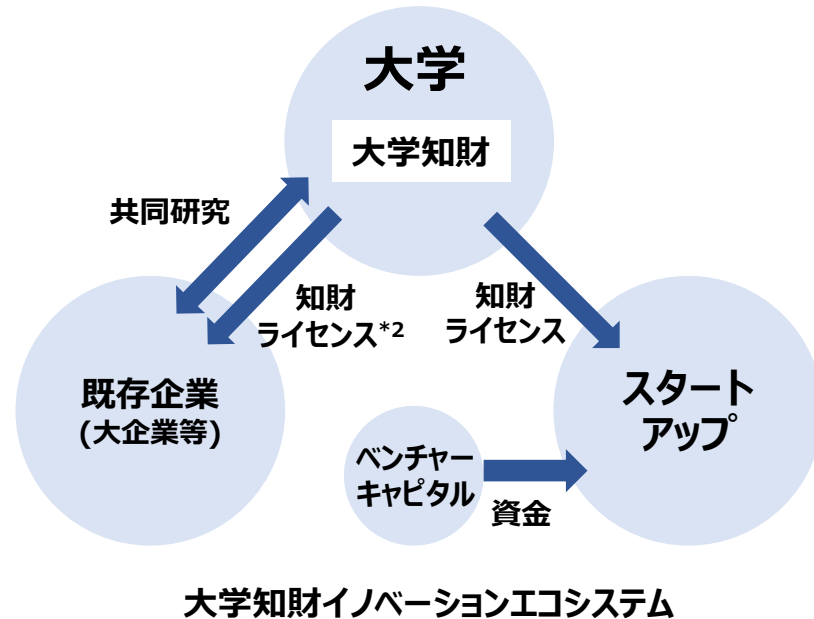 大学
大学知財
共同研究
知財
ライセンス*2
知財
ライセンス
既存企業
(大企業等)
スタート
アップ
ベンチャー
キャピタル
資金
大学知財イノベーションエコシステム